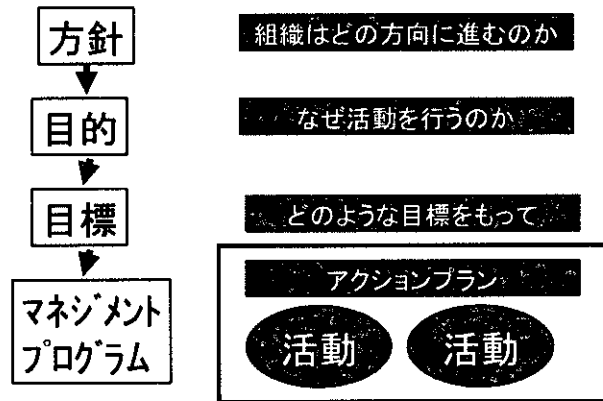 方針
組織はどの方向に進むのか
目的
なぜ活動を行うのか
目標
どのような目標をもって
マネジメント
プログラム
アクションプラン
活動
活動